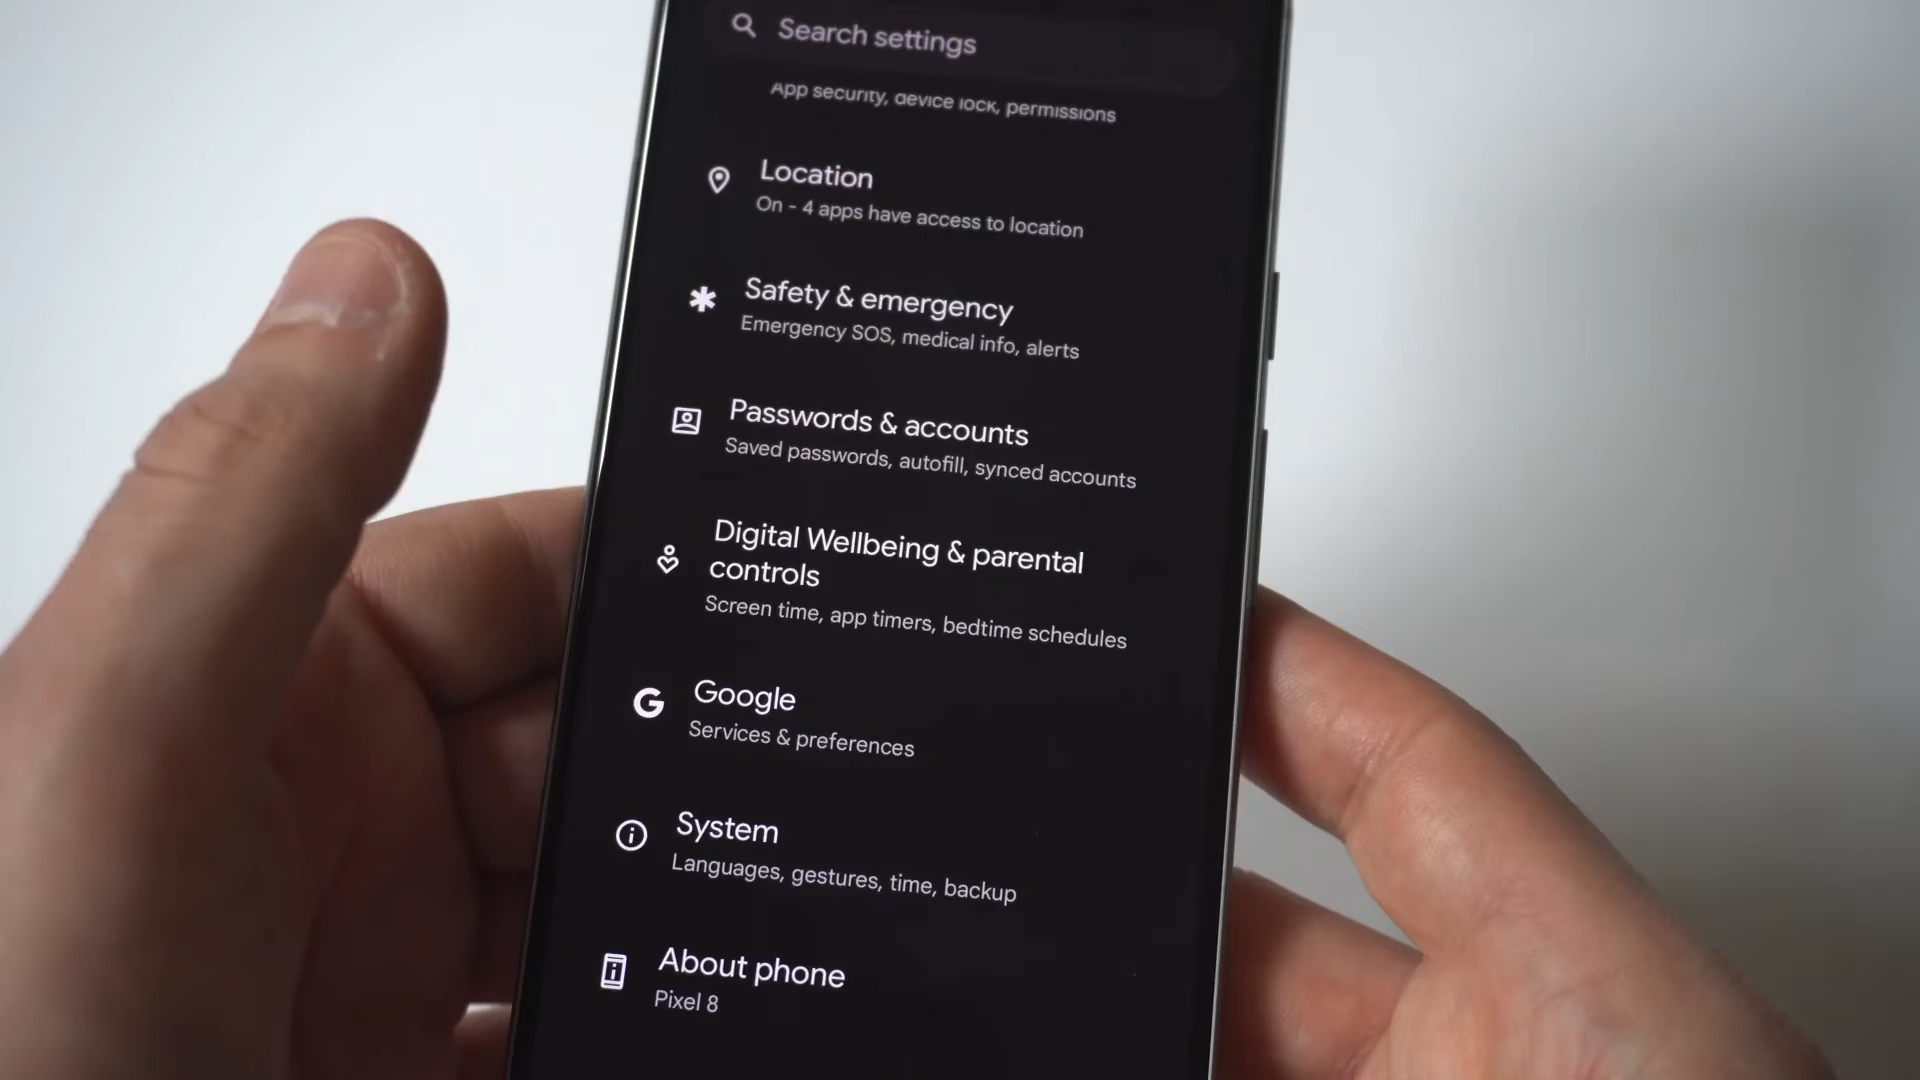 Search settings
App security, device lock, permissions
Location
On - 4 apps have access to location
Safety & emergency
Emergency SOS, medical info, alerts
Passwords & accounts
Saved passwords, autofill, synced accounts
Digital Wellbeing & parental
controls
Screen time, app timers, bedtime schedules
Google
Services & preferences
System
Languages, gestures, time, backup
About phone
Pixel 8